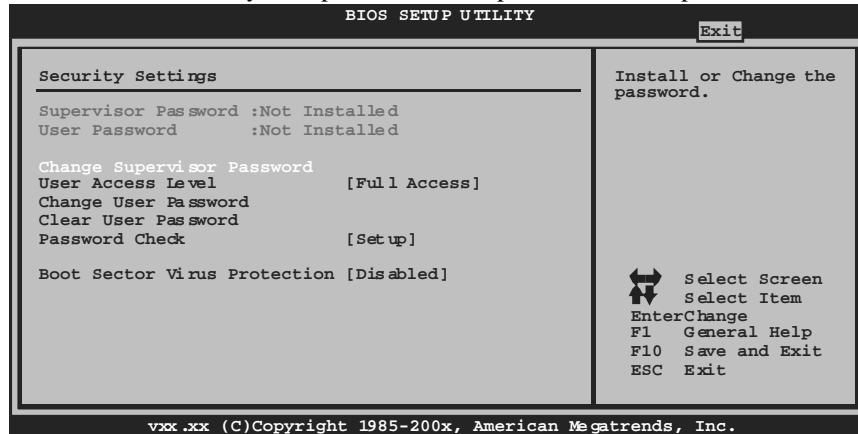 BIOS SETUP UTILITY
Exit
Security Settings
Supervisor Password :Not Installed
User Password :Not Installed
Change Supervisor Password
User Access Level [Full Access]
Change User Password
Clear User Password
Password Check [Setup]
Boot Sector Virus Protection [Disabled]
Install or Change the
password.
Select Screen
Select Item
EnterChange
F1 General Help
F10 Save and Exit
ESC Exit
vxx.xx (C)Copyright 1985-200x, American Megatrends, Inc.